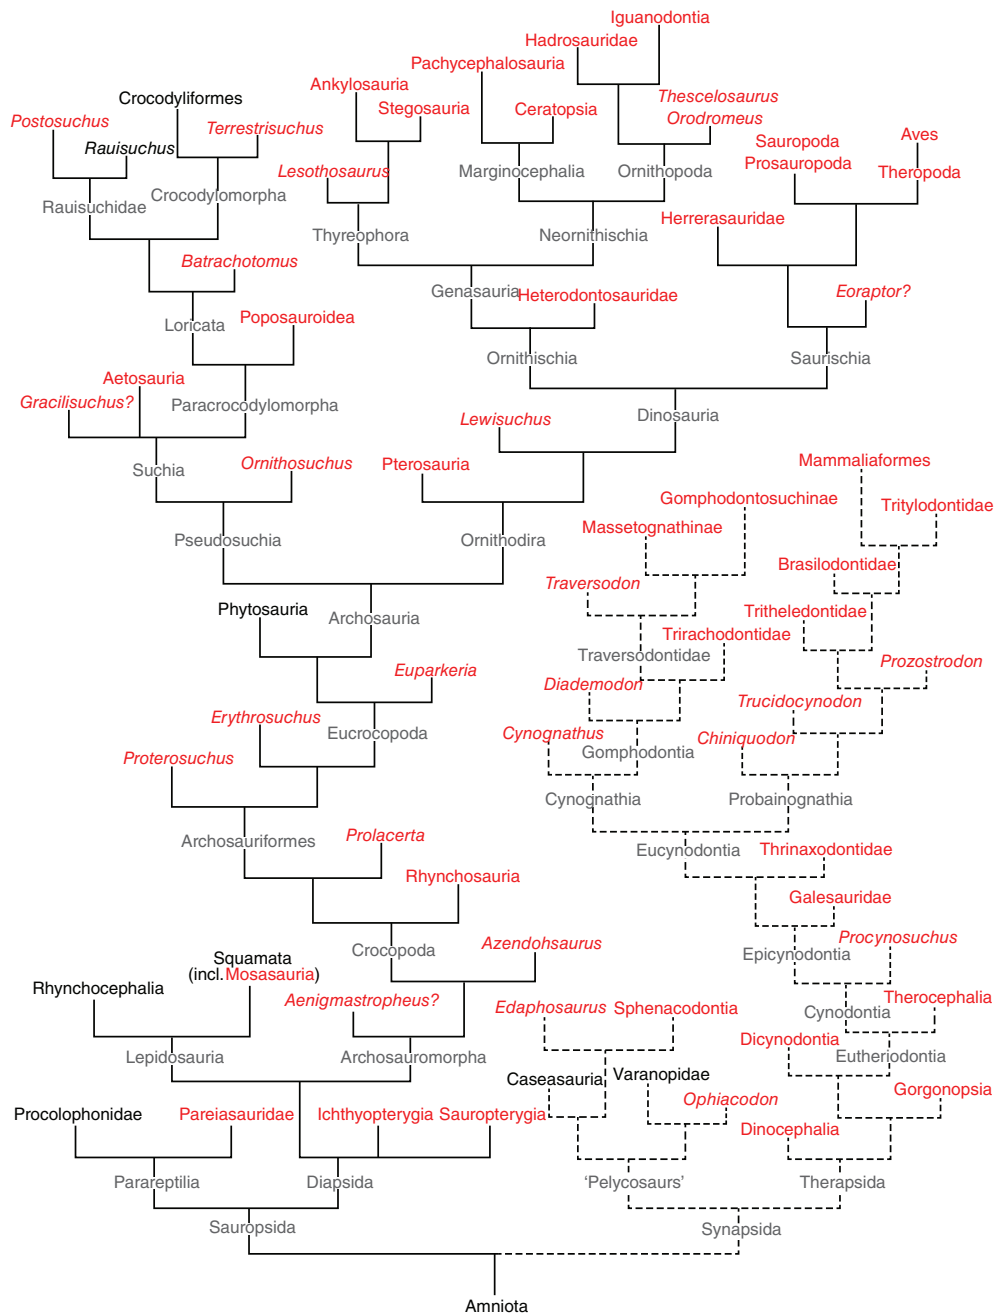 Iguanodontia
Hadrosauridae
Pachycephalosauria
Ankylosauria
Crocodyliformes
Thescelosaurus
Stegosauria
Ceratopsia
Orodromeus
Postosuchus
Terrestrisuchus
Aves
Sauropoda
Rauisuchus
Prosauropoda
Lesothosaurus
Marginocephalia
Ornithopoda
Theropoda
Crocodylomorpha
Rauisuchidae
Herrerasauridae
Thyreophora
Neornithischia
Batrachotomus
Genasauria
Heterodontosauridae
Eoraptor?
Poposauroidea
Loricata
Ornithischia
Saurischia
Aetosauria
Gracilisuchus?
Paracrocodylomorpha
Dinosauria
Lewisuchus
Suchia
Ornithosuchus
Pterosauria
Mammaliaformes
Gomphodontosuchinae
Tritylodontidae
Massetognathinae
Pseudosuchia
Ornithodira
Brasilodontidae
Traversodon
Phytosauria
Archosauria
Tritheledontidae
Trirachodontidae
Traversodontidae
Prozostrodon
Euparkeria
Diademodon
Trucidocynodon
Erythrosuchus
Eucrocopoda
Cynognathus
Chiniquodon
Gomphodontia
Proterosuchus
Cynognathia
Probainognathia
Archosauriformes
Prolacerta
Eucynodontia
Thrinaxodontidae
Rhynchosauria
Galesauridae
Crocopoda
Azendohsaurus
Procynosuchus
Epicynodontia
Squamata
(incl. Mosasauria)
Rhynchocephalia
Aenigmastropheus?
Edaphosaurus
Sphenacodontia
Therocephalia
Cynodontia
Dicynodontia
Lepidosauria
Archosauromorpha
Eutheriodontia
Caseasauria
Varanopidae
Gorgonopsia
Ophiacodon
Procolophonidae
Pareiasauridae
Ichthyopterygia
Sauropterygia
Dinocephalia
Parareptilia
Diapsida
‘Pelycosaurs’
Therapsida
Sauropsida
Synapsida
Amniota